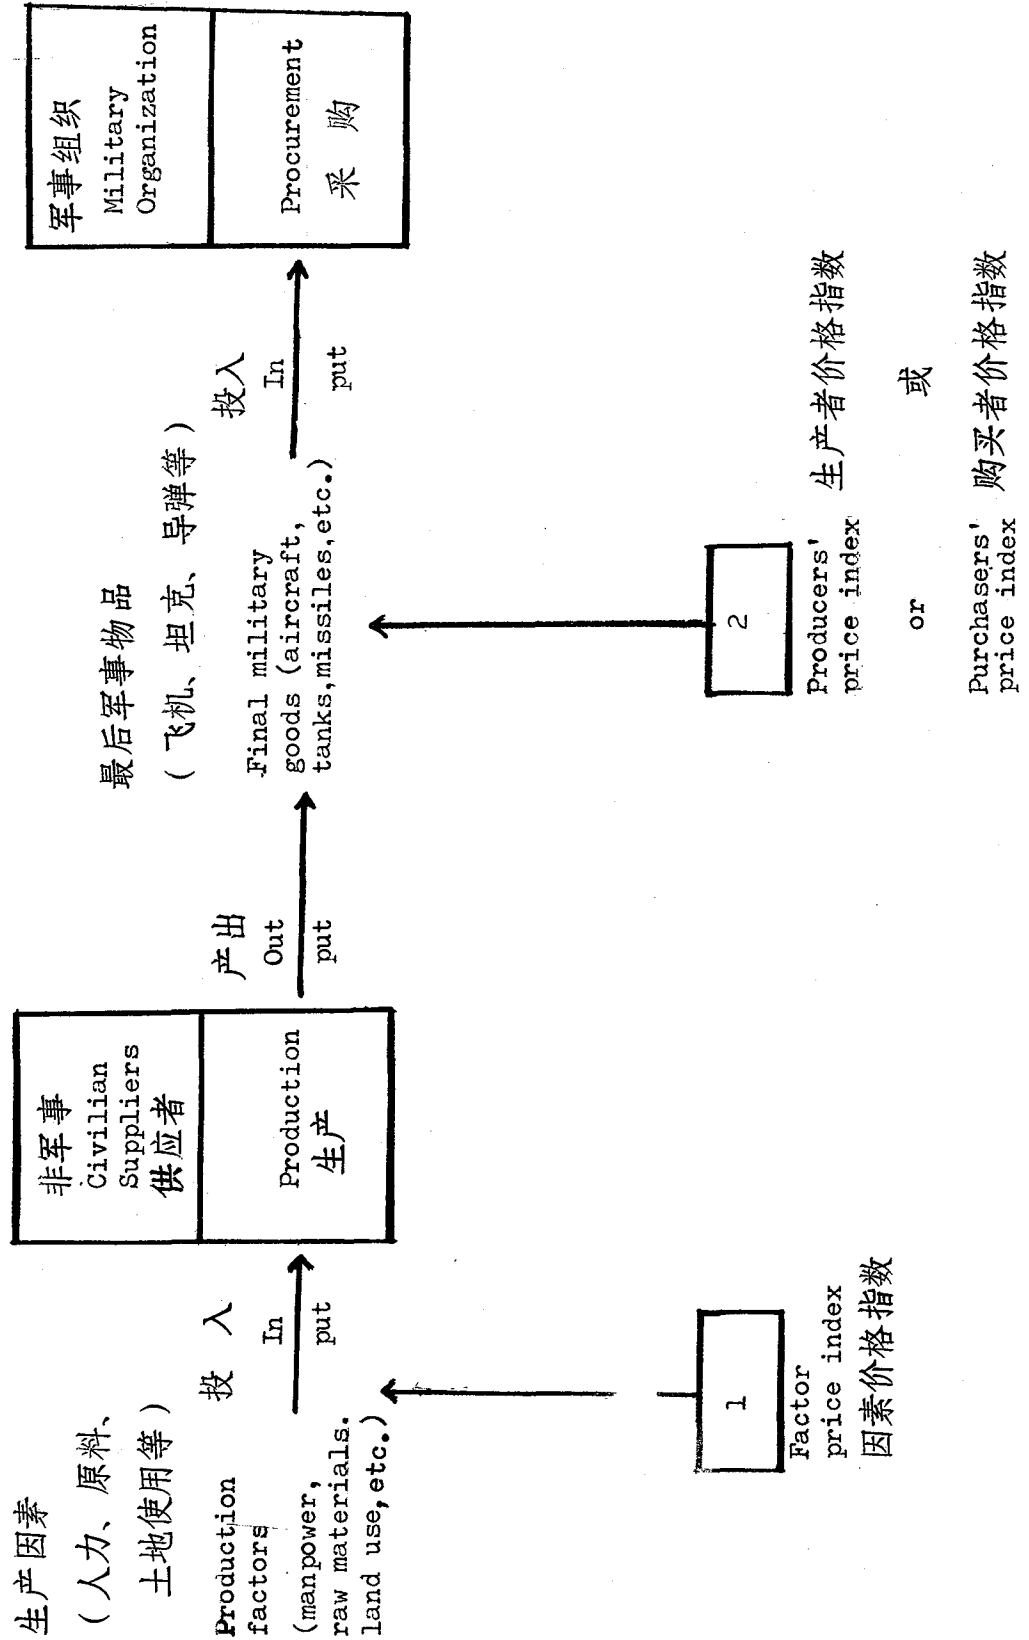 生产因素
（人力、原料、
土地使用等）
Production
factors
(manpower,
raw materials.
land use,etc.)
投 入
In
put
非军事
Civilian
Suppliers
供应者
Production
生产
产出
Out
put
最后军事物品
（飞机、坦克、导弹等）
Final military
goods (aircraft,
tanks,missiles,etc.)
投入
In
put
军事组织
Military
Organization
Procurement
采 购
1
Factor
price index
因素价格指数
2
Producers'
price index
生产者价格指数
or
或
Purchasers'
price index
购买者价格指数